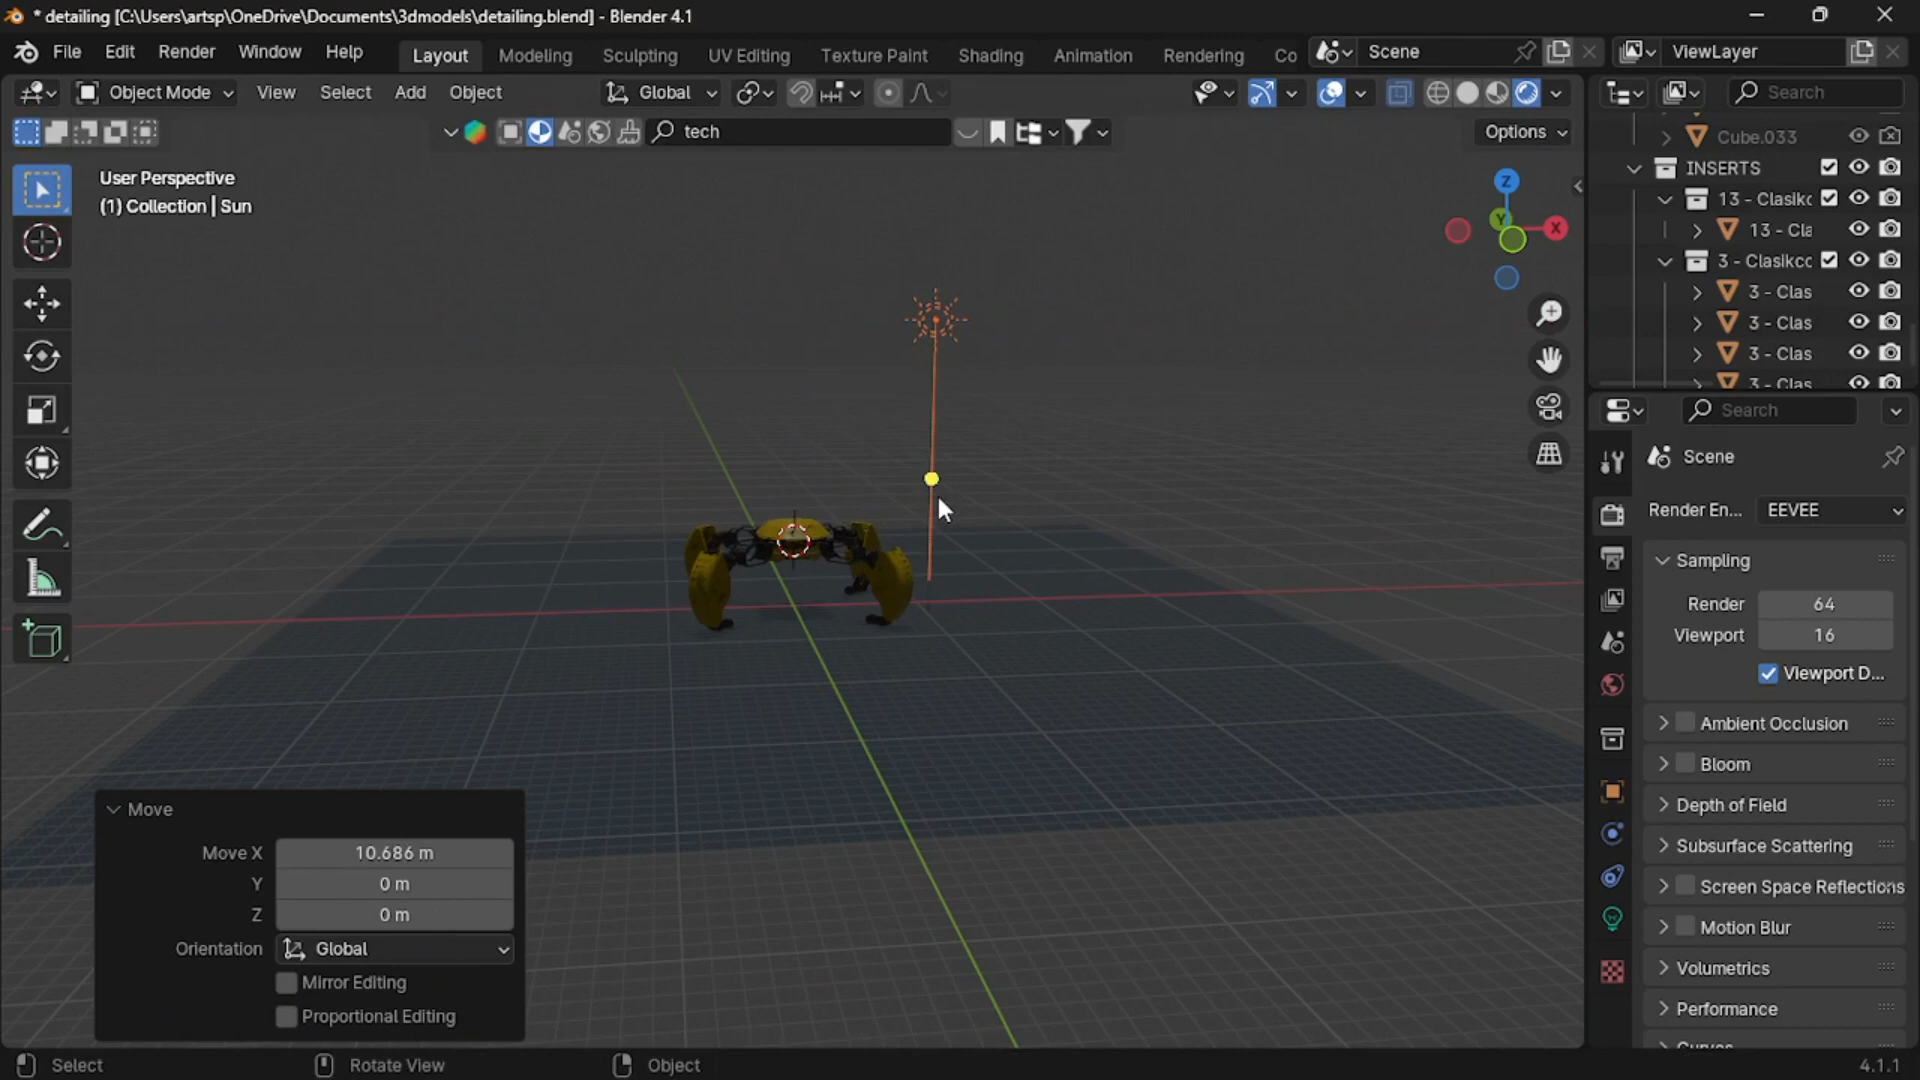 * detailing [C:\Users\artsp\OneDrive\Documents\3dmodels\detailing.blend] - Blender 4.1
File Edit Render Window Help Layout Modeling Sculpting UV Editing Texture Paint Shading Animation Rendering Co Scene ViewLayer
Object Mode View Select Add Object Global Search
tech Options
User Perspective
(1) Collection | Sun
Z
Y
X
Cube.033
INSERTS
13 - Clasikc
13 - Cla
3 - Clasikcc
3 - Clas
3 - Clas
3 - Clas
3 - Clas
Search
Scene
Render En... EEVEE
Sampling
Render 64
Viewport 16
Viewport D...
Ambient Occlusion
Bloom
Depth of Field
Subsurface Scattering
Screen Space Reflections
Motion Blur
Volumetrics
Performance
Curves
Move
Move X 10.686 m
Y 0 m
Z 0 m
Orientation Global
Mirror Editing
Proportional Editing
Select Rotate View Object 4.1.1